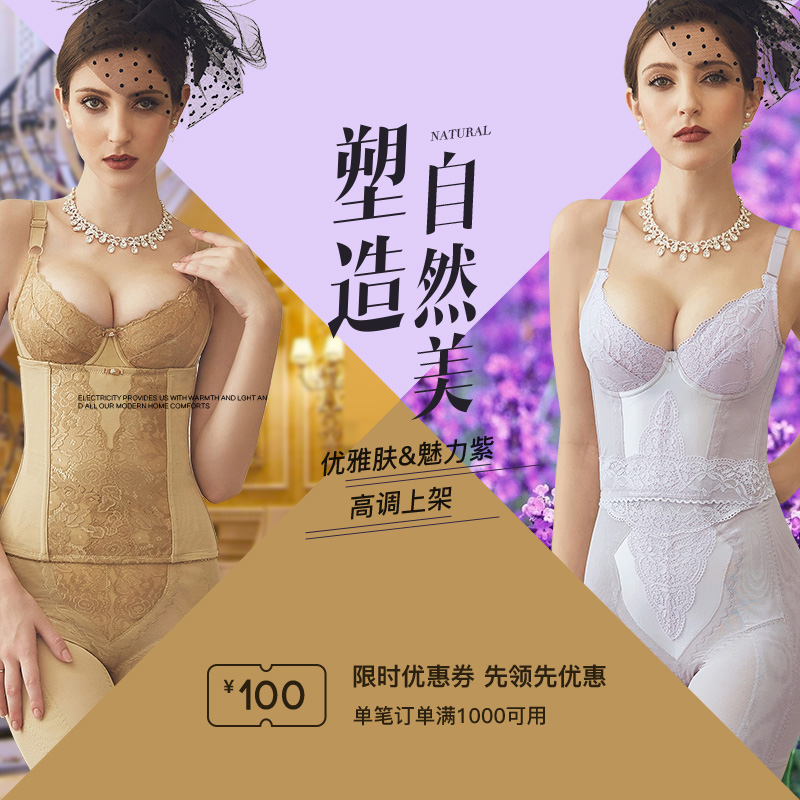 NATURAL
塑造
自然美
ELECTRICITY PROVIDES US WITH WARMTH AND LGHT AN
D ALL OUR MODERN HOME COMFORTS
优雅肤&魅力紫
高调上架
¥100
限时优惠券 先领先优惠
单笔订单满1000可用